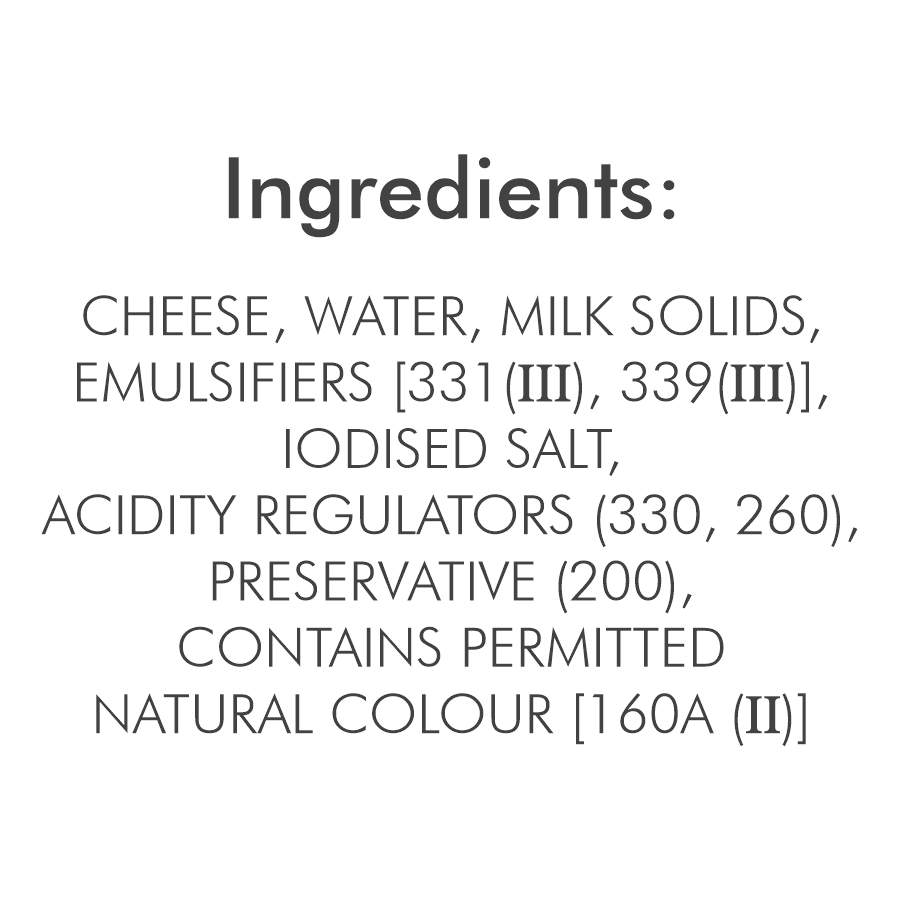 Ingredients:
CHEESE, WATER, MILK SOLIDS,
EMULSIFIERS [331(III), 339(III)],
IODISED SALT,
ACIDITY REGULATORS (330, 260),
PRESERVATIVE (200),
CONTAINS PERMITTED
NATURAL COLOUR [160A (II)]